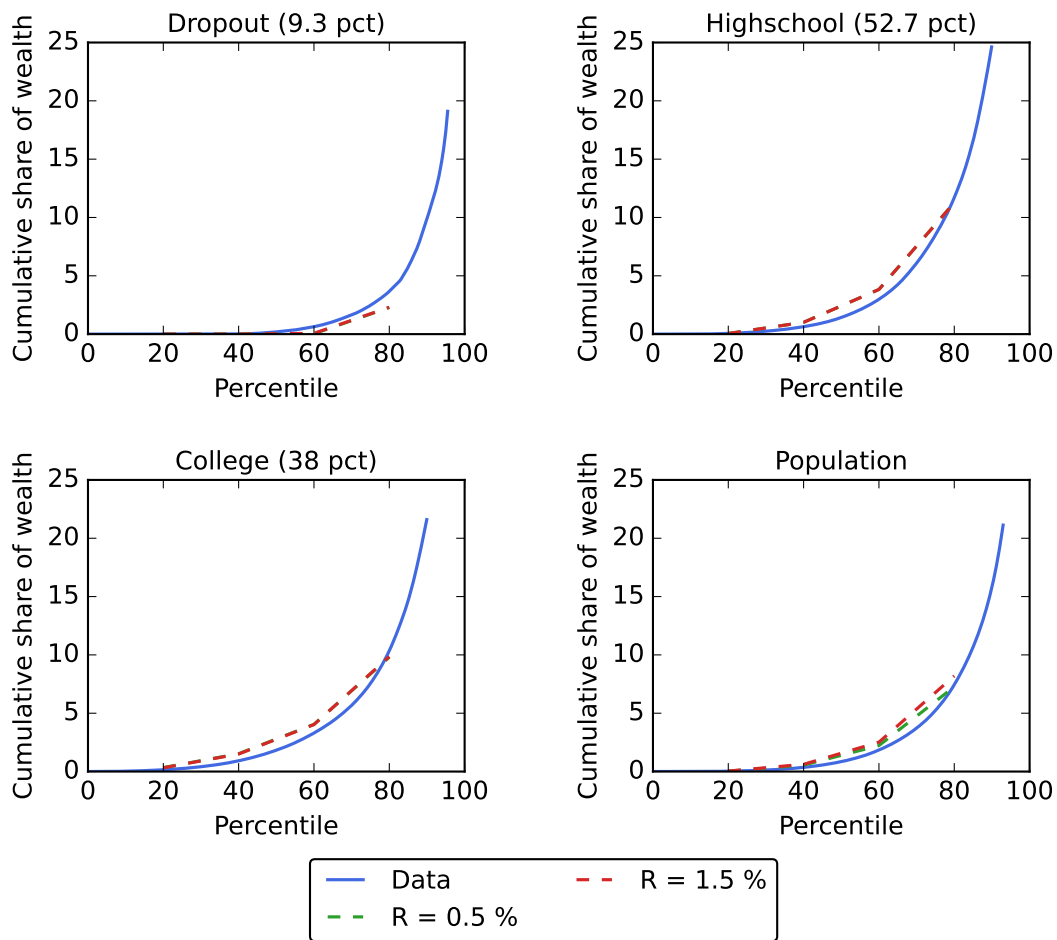 Dropout (9.3 pct)
Cumulative share of wealth
25
20
15
10
5
0
0 20 40 60 80 100
Percentile
Highschool (52.7 pct)
Cumulative share of wealth
25
20
15
10
5
0
0 20 40 60 80 100
Percentile
College (38 pct)
Cumulative share of wealth
25
20
15
10
5
0
0 20 40 60 80 100
Percentile
Population
Cumulative share of wealth
25
20
15
10
5
0
0 20 40 60 80 100
Percentile
Data
R = 0.5 %
R = 1.5 %